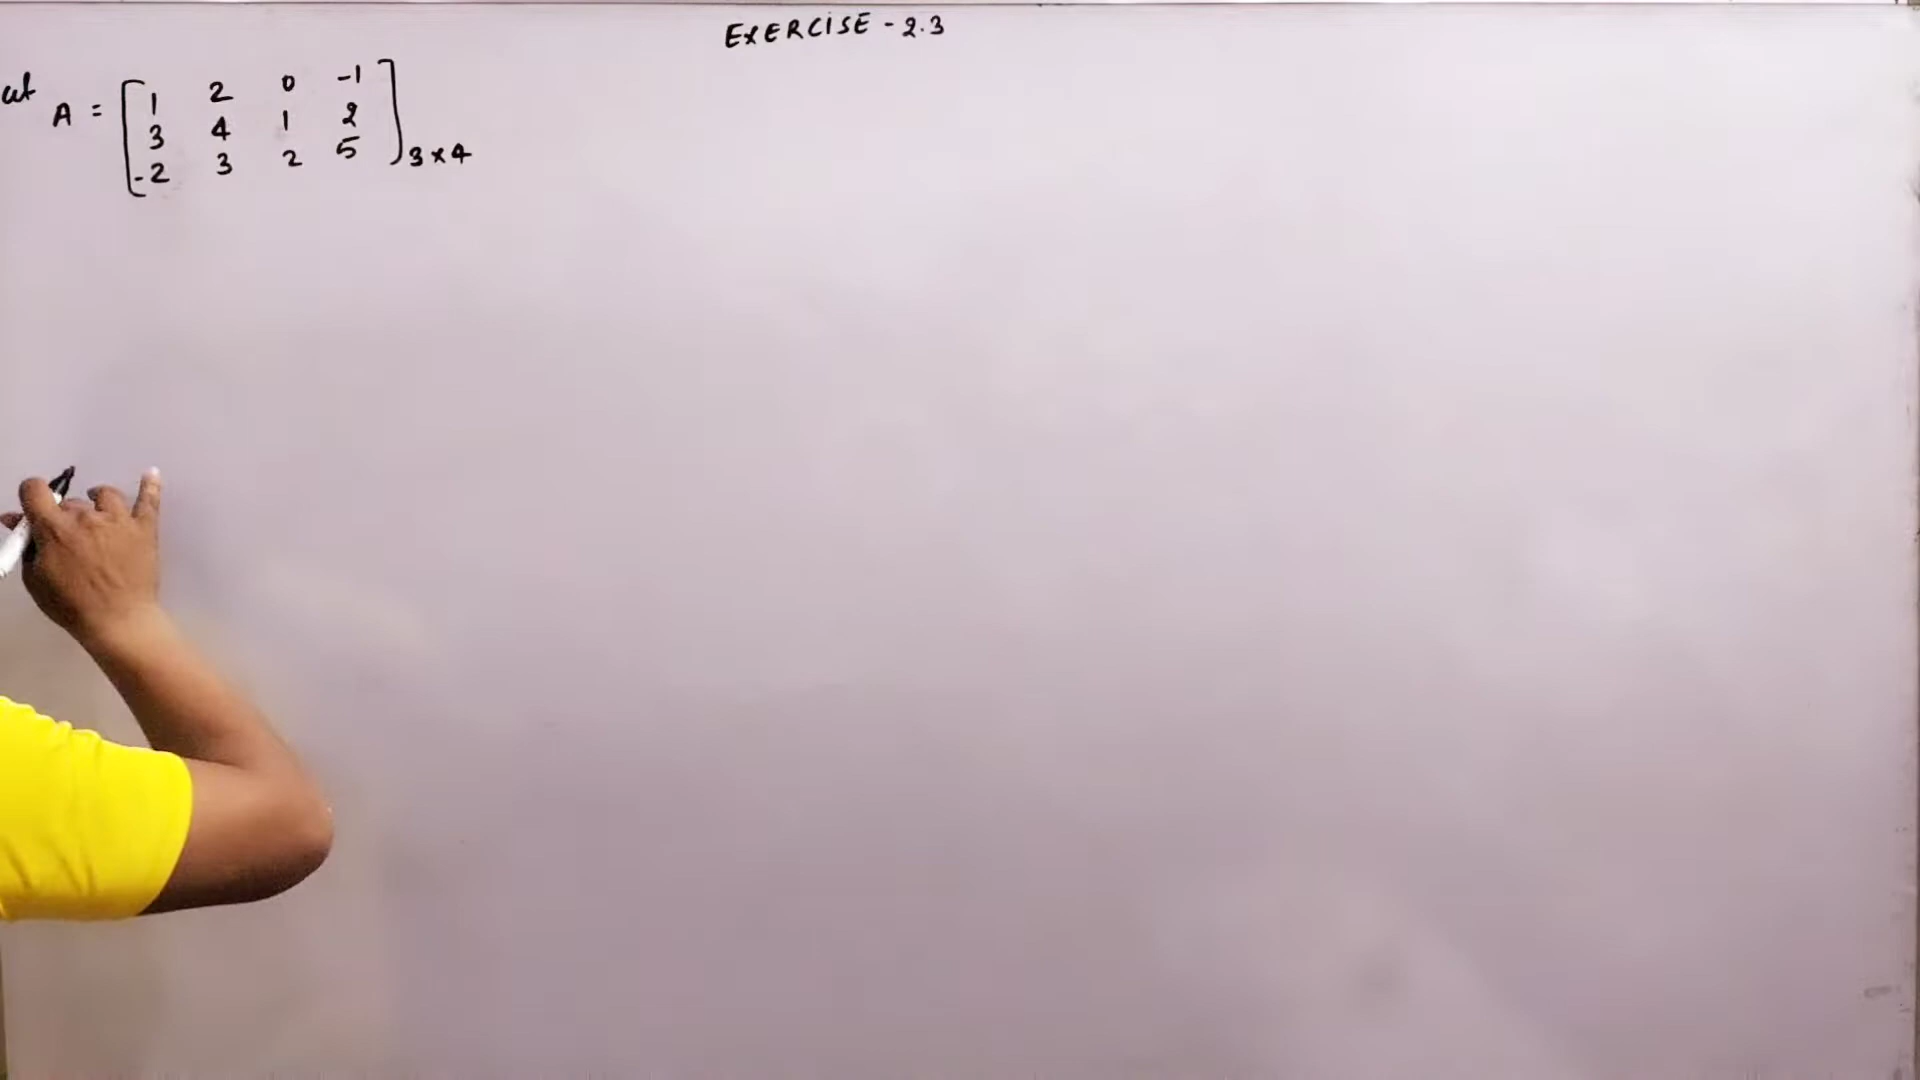 EXERCISE - 2.3
A = [ 1 2 0 -1
3 4 1 2
-2 3 2 5 ] 3×4